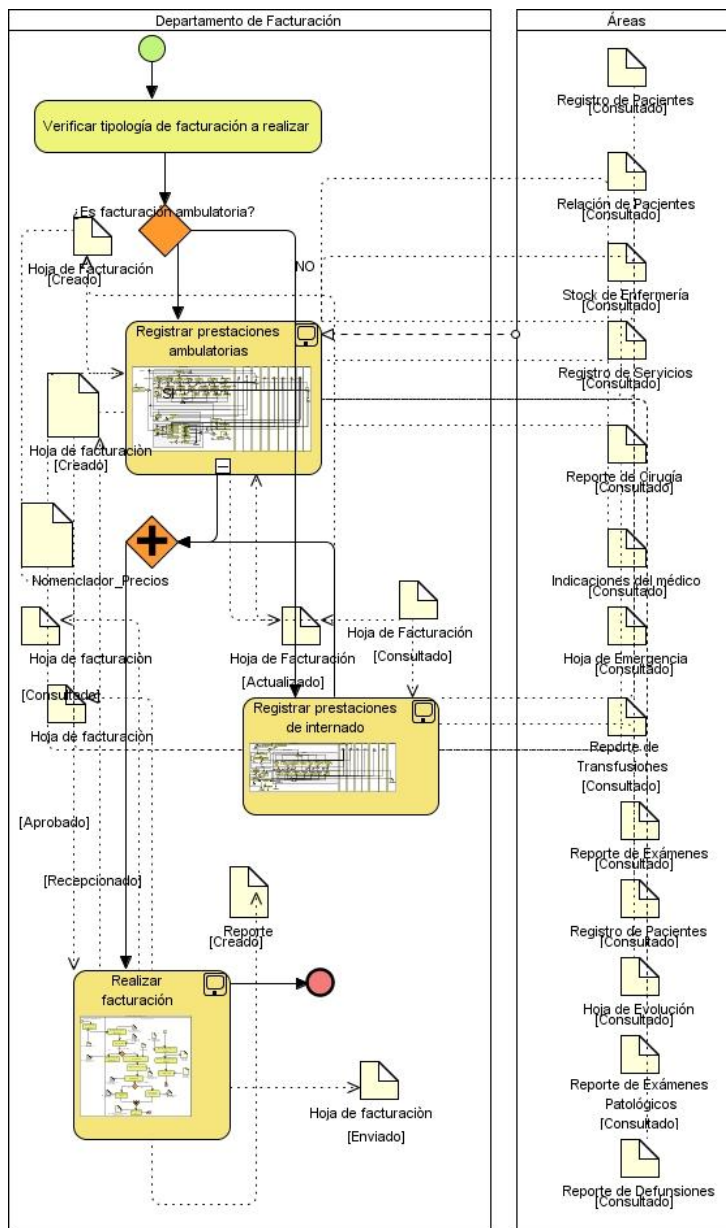 Departamento de Facturación
Áreas
Verificar tipología de facturación a realizar
¿Es facturación ambulatoria?
Hoja de Facturación
[Creado]
NO
Registrar prestaciones
ambulatorias
SI
Hoja de facturaciòn
[Creado]
Nomenclador_Precios
Hoja de facturaciòn
[Consultado]
Hoja de facturaciòn
Hoja de Facturación
[Actualizado]
Hoja de Facturación
[Consultado]
Registrar prestaciones
de internado
[Aprobado]
[Recepcionado]
Reporte
[Creado]
Realizar
facturación
Hoja de facturaciòn
[Enviado]
Registro de Pacientes
[Consultado]
Relación de Pacientes
[Consultado]
Stock de Enfermería
[Consultado]
Registro de Servicios
[Consultado]
Reporte de Cirugía
[Consultado]
Indicaciones del médico
[Consultado]
Hoja de Emergencia
[Consultado]
Reporte de
Transfusiones
[Consultado]
Reporte de Exámenes
[Consultado]
Registro de Pacientes
[Consultado]
Hoja de Evolución
[Consultado]
Reporte de Exámenes
Patológicos
[Consultado]
Reporte de Defunsiones
[Consultado]